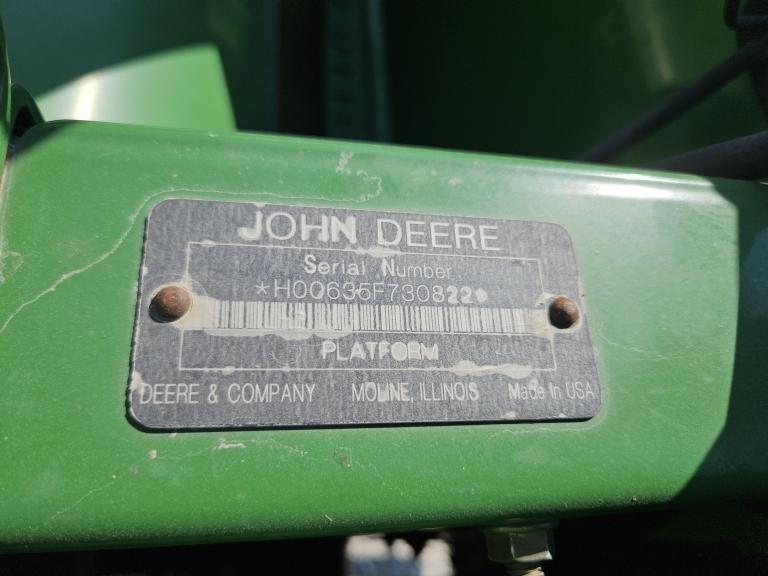 JOHN DEERE
Serial Number
*H00635F730822*
PLATFORM
DEERE & COMPANY MOLINE, ILLINOIS Made In USA